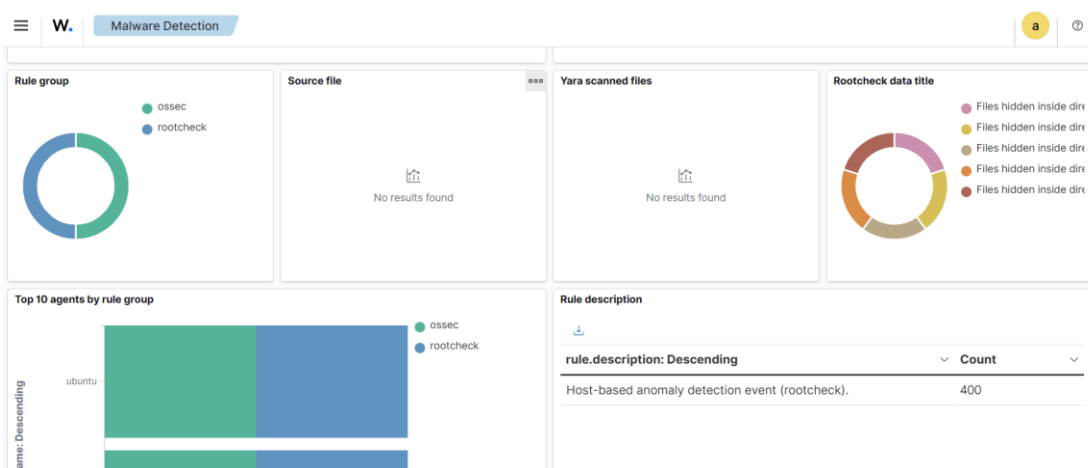 W.
Malware Detection
a
Rule group
ossec
rootcheck
Source file
No results found
Yara scanned files
No results found
Rootcheck data title
Files hidden inside dire
Files hidden inside dire
Files hidden inside dire
Files hidden inside dire
Files hidden inside dire
Top 10 agents by rule group
ossec
rootcheck
ubuntu
ame: Descending
Rule description
rule.description: Descending Count
Host-based anomaly detection event (rootcheck). 400